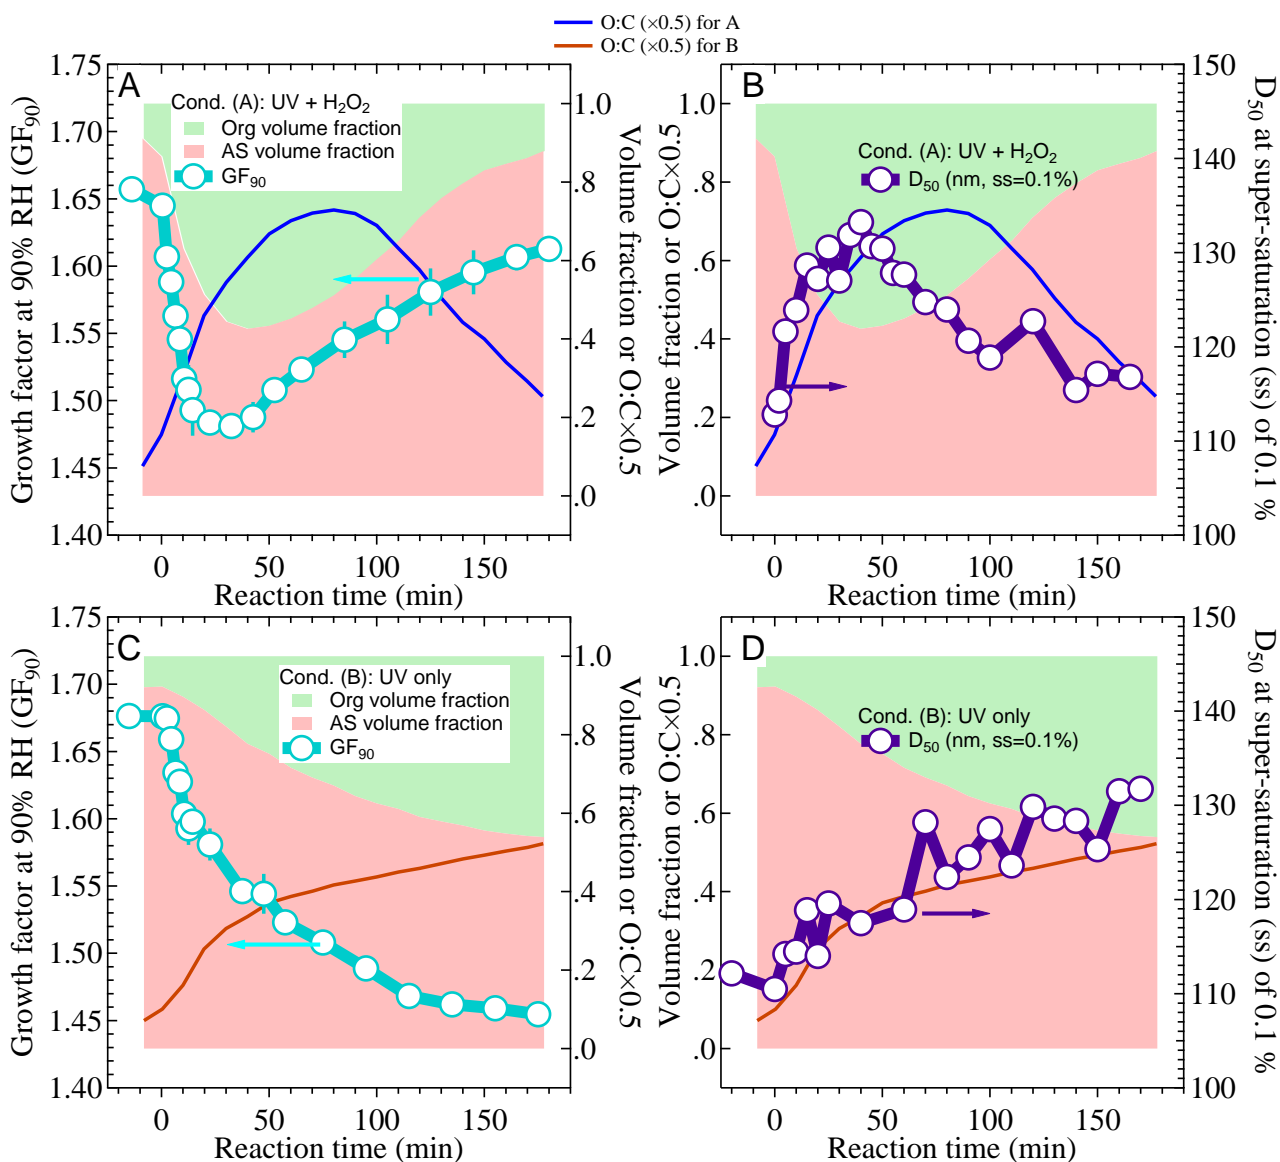 O:C (×0.5) for A
O:C (×0.5) for B
A
Cond. (A): UV + H₂O₂
Org volume fraction
AS volume fraction
GF₉₀
Growth factor at 90% RH (GF₉₀)
1.75
1.70
1.65
1.60
1.55
1.50
1.45
1.40
0 50 100 150
Reaction time (min)
1.0
.8
.6
.4
.2
.0
Volume fraction or O:C×0.5
B
Cond. (A): UV + H₂O₂
D₅₀ (nm, ss=0.1%)
Volume fraction or O:C×0.5
1.0
.8
.6
.4
.2
.0
0 50 100 150
Reaction time (min)
150
140
130
120
110
100
D₅₀ at super-saturation (ss) of 0.1 %
C
Cond. (B): UV only
Org volume fraction
AS volume fraction
GF₉₀
Growth factor at 90% RH (GF₉₀)
1.75
1.70
1.65
1.60
1.55
1.50
1.45
1.40
0 50 100 150
Reaction time (min)
1.0
.8
.6
.4
.2
.0
Volume fraction or O:C×0.5
D
Cond. (B): UV only
D₅₀ (nm, ss=0.1%)
Volume fraction or O:C×0.5
1.0
.8
.6
.4
.2
.0
0 50 100 150
Reaction time (min)
150
140
130
120
110
100
D₅₀ at super-saturation (ss) of 0.1 %